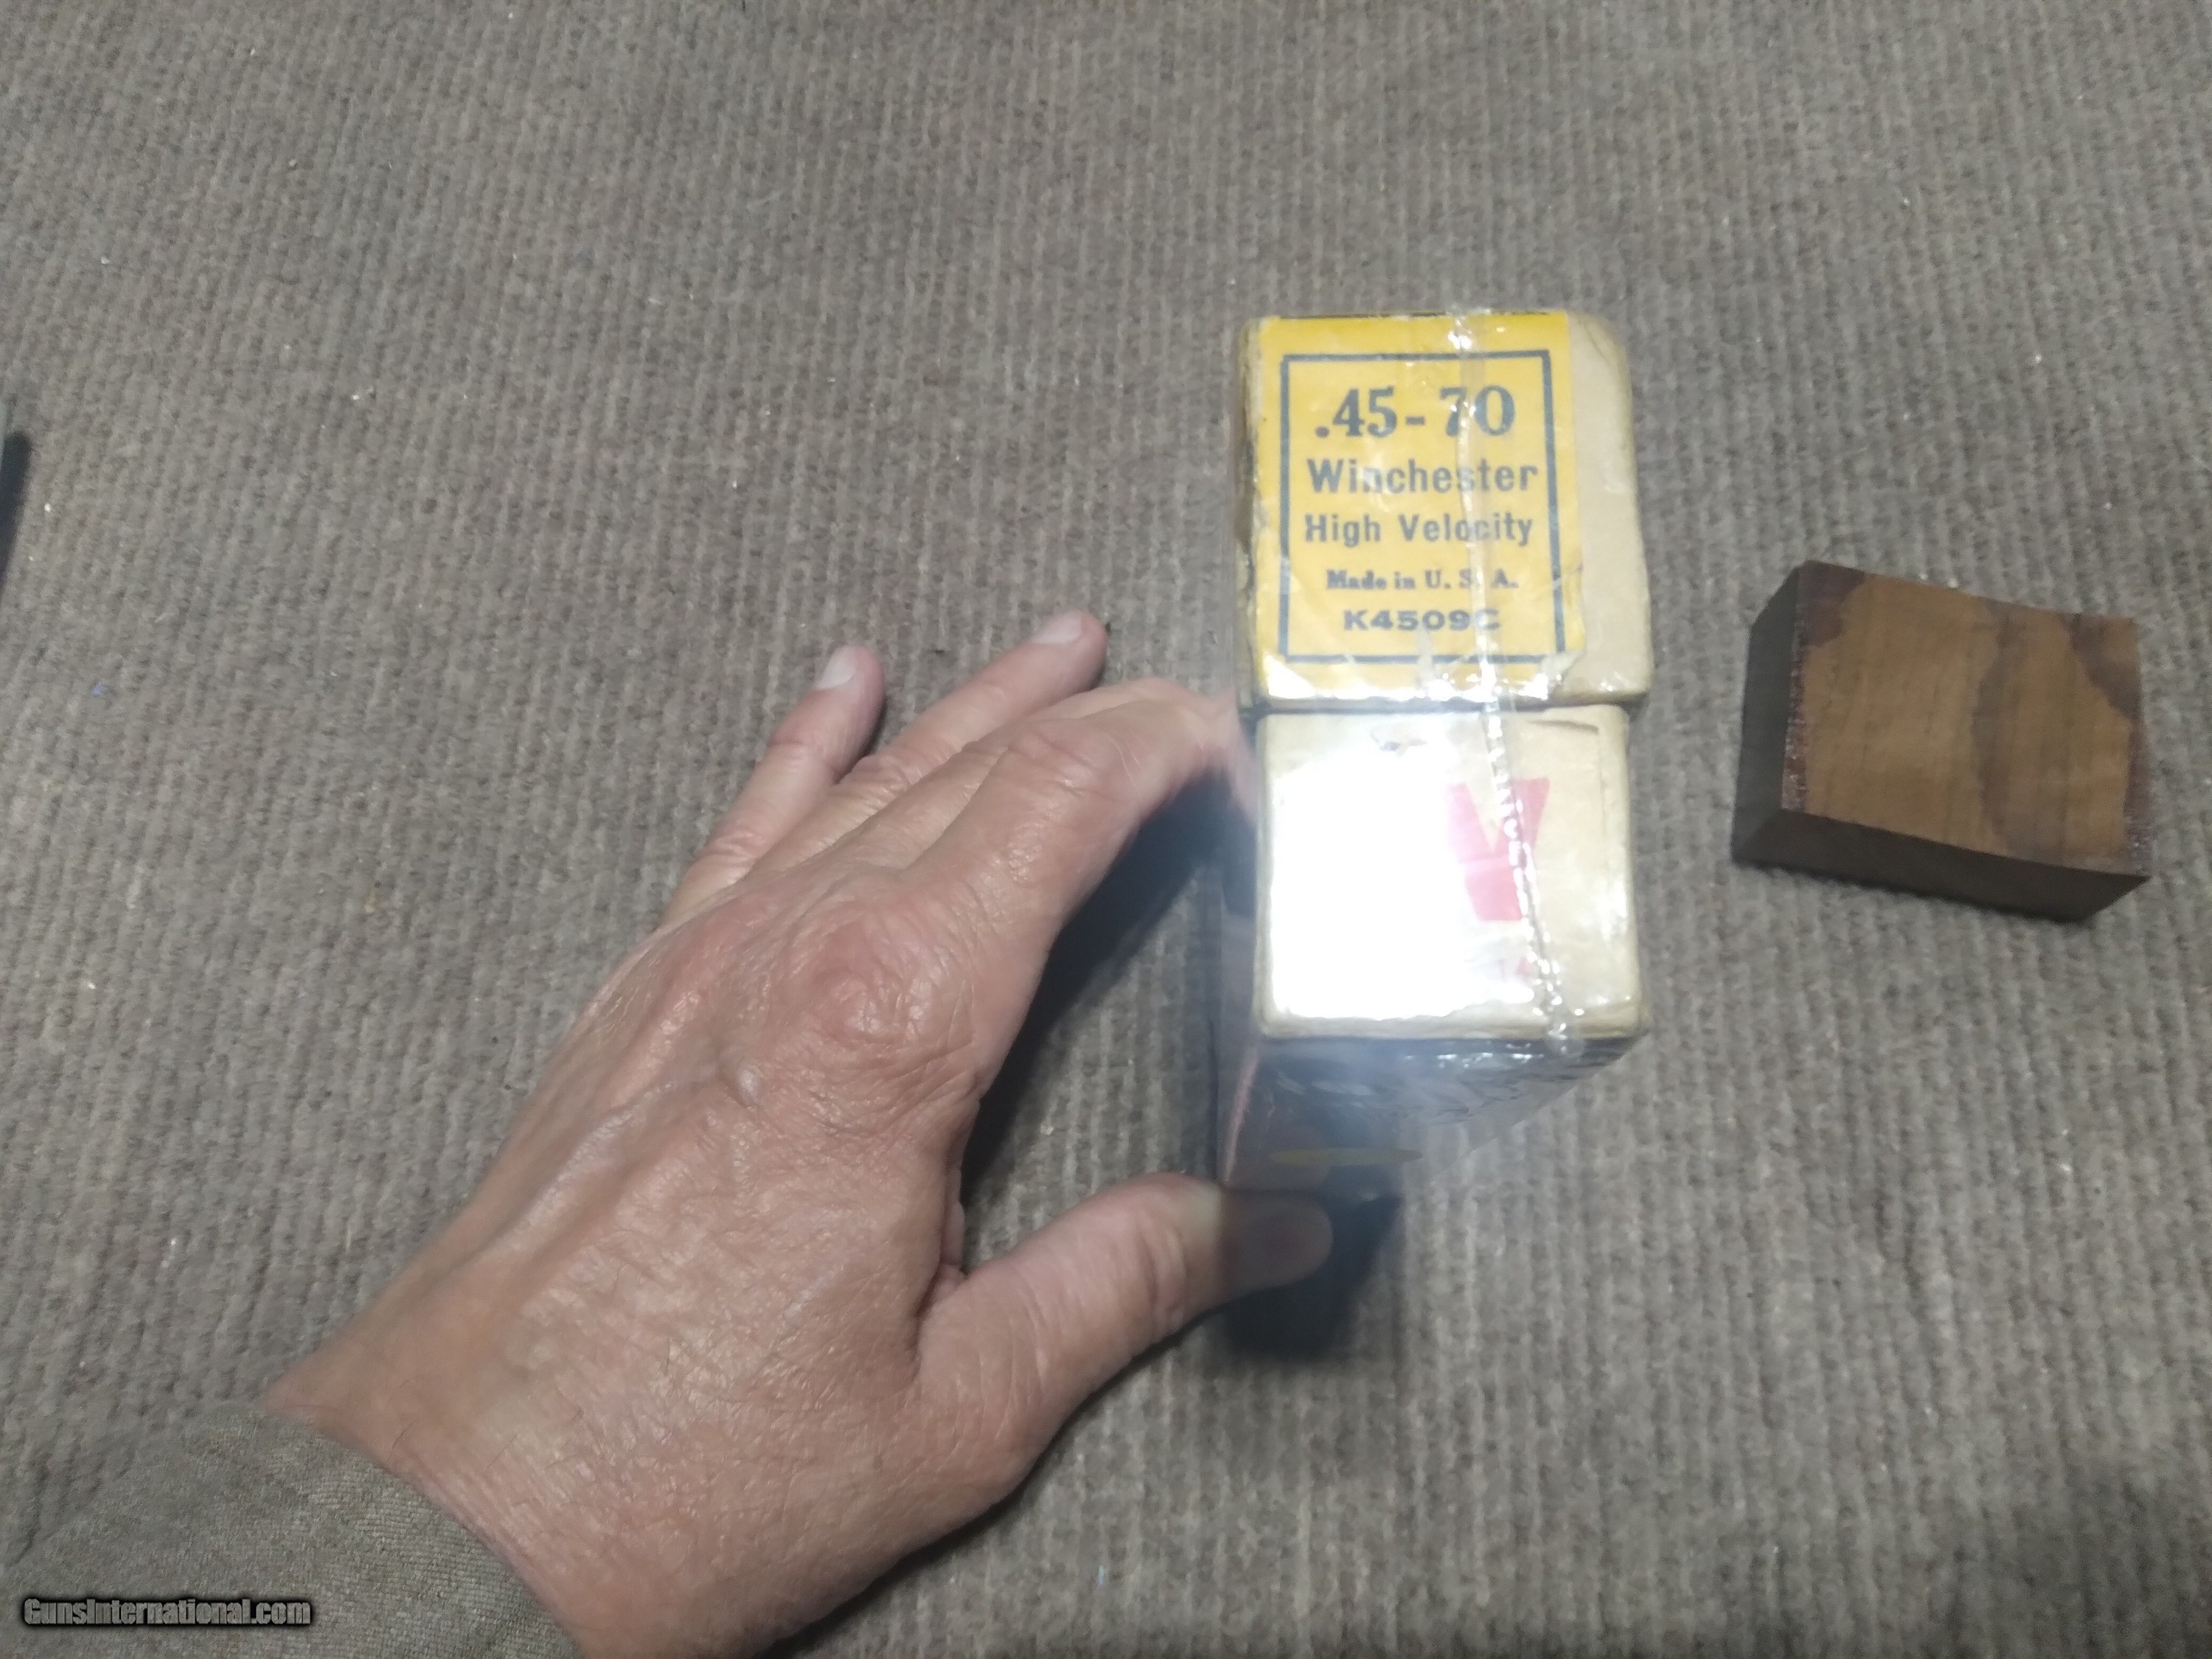 .45-70
Winchester
High Velocity
Made in U. S. A.
K4509C
GunsInternational.com